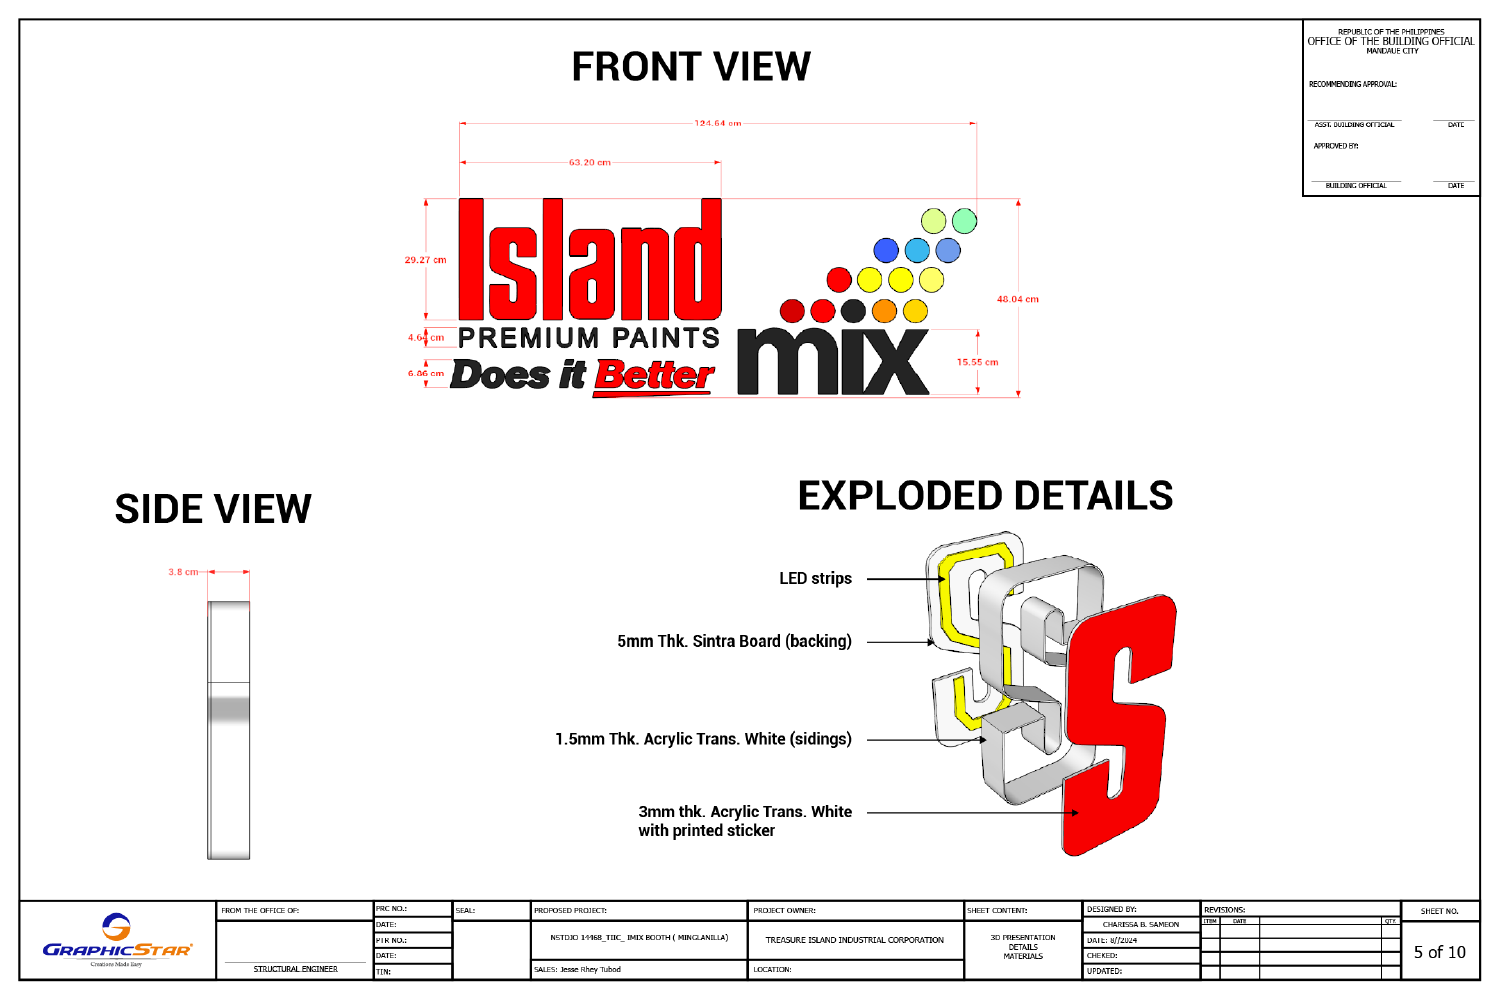 REPUBLIC OF THE PHILIPPINES
OFFICE OF THE BUILDING OFFICIAL
MANDAUE CITY
RECOMMENDING APPROVAL:
ASST. BUILDING OFFICIAL DATE
APPROVED BY:
BUILDING OFFICIAL DATE
FRONT VIEW
124.64 cm
63.20 cm
29.27 cm
4.64 cm
6.86 cm
48.04 cm
15.55 cm
Island
PREMIUM PAINTS
Does it Better
mix
SIDE VIEW
3.8 cm
EXPLODED DETAILS
LED strips
5mm Thk. Sintra Board (backing)
1.5mm Thk. Acrylic Trans. White (sidings)
3mm thk. Acrylic Trans. White
with printed sticker
GRAPHICSTAR
Creations Made Easy
FROM THE OFFICE OF:
STRUCTURAL ENGINEER
PRC NO.:
DATE:
PTR NO.:
DATE:
TIN:
SEAL:
PROPOSED PROJECT:
NSTDJO 14468_TIIC_ IMIX BOOTH ( MINGLANILLA)
SALES: Jesse Rhey Tubod
PROJECT OWNER:
TREASURE ISLAND INDUSTRIAL CORPORATION
LOCATION:
SHEET CONTENT:
3D PRESENTATION
DETAILS
MATERIALS
DESIGNED BY:
CHARISSA B. SAMEON
DATE: 8//2024
CHEKED:
UPDATED:
REVISIONS:
ITEM DATE QTY.
SHEET NO.
5 of 10